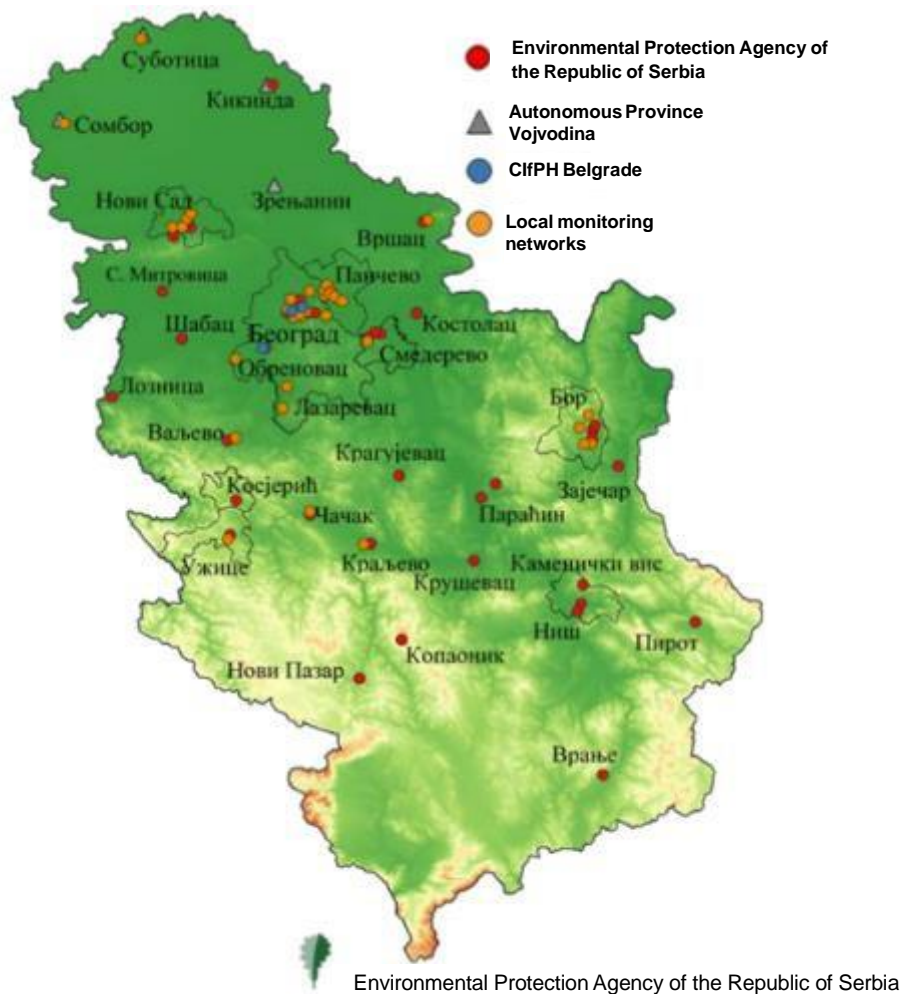 Суботица
Environmental Protection Agency of
the Republic of Serbia
Кикинда
Autonomous Province
Vojvodina
Сомбор
CIfPH Belgrade
Нови Сад
Зрењанин
Local monitoring
networks
Вршац
С. Митровица
Панчево
Шабац
Београд
Костолац
Смедерево
Обреновац
Лозница
Лазаревац
Бор
Ваљево
Крагујевац
Косјерић
Зајечар
Чачак
Параћин
Ужице
Краљево
Крушевац
Каменички вис
Ниш
Пирот
Копаоник
Нови Пазар
Врање
Environmental Protection Agency of the Republic of Serbia